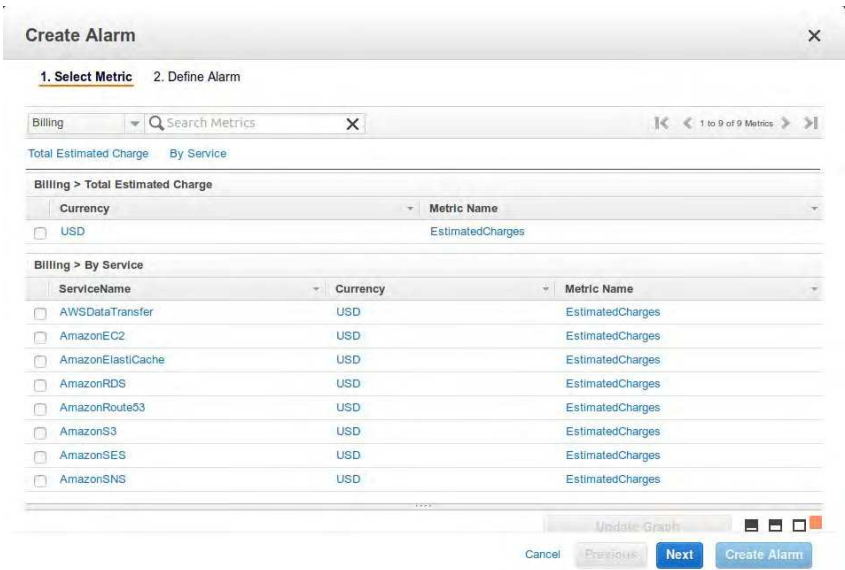 Create Alarm
1. Select Metric 2. Define Alarm
Billing Search Metrics 1 to 9 of 9 Metrics
Total Estimated Charge By Service
Billing > Total Estimated Charge
Currency Metric Name
USD EstimatedCharges
Billing > By Service
ServiceName Currency Metric Name
AWSDataTransfer USD EstimatedCharges
AmazonEC2 USD EstimatedCharges
AmazonElastiCache USD EstimatedCharges
AmazonRDS USD EstimatedCharges
AmazonRoute53 USD EstimatedCharges
AmazonS3 USD EstimatedCharges
AmazonSES USD EstimatedCharges
AmazonSNS USD EstimatedCharges
Update Graph
Cancel Previous Next Create Alarm